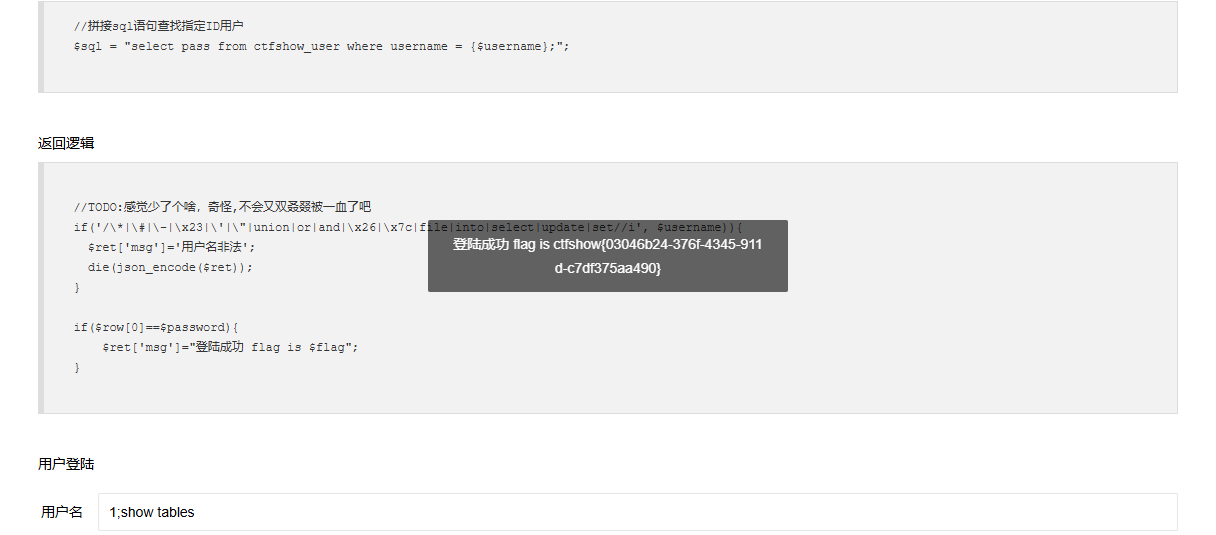 //拼接sql语句查找指定ID用户
$sql = "select pass from ctfshow_user where username = {$username};";
返回逻辑
//TODO:感觉少了个啥，奇怪,不会又双叒叕被一血了吧
if('/\*|\#|\-|\x23|\'|\"|union|or|and|\x26|\x7c|file|into|select|update|set//i', $username)){
$ret['msg']='用户名非法';
die(json_encode($ret));
}
if($row[0]==$password){
$ret['msg']="登陆成功 flag is $flag";
}
登陆成功 flag is ctfshow{03046b24-376f-4345-911
d-c7df375aa490}
用户登陆
用户名 1;show tables